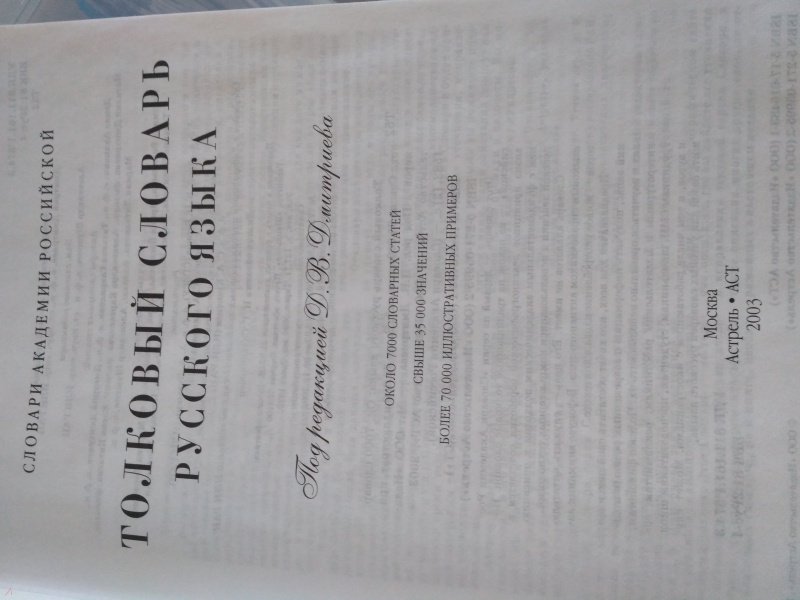 СЛОВАРИ АКАДЕМИИ РОССИЙСКОЙ
ТОЛКОВЫЙ СЛОВАРЬ
РУССКОГО ЯЗЫКА
Под редакцией Д. В. Дмитриева
ОКОЛО 7000 СЛОВАРНЫХ СТАТЕЙ
СВЫШЕ 35 000 ЗНАЧЕНИЙ
БОЛЕЕ 70 000 ИЛЛЮСТРАТИВНЫХ ПРИМЕРОВ
Москва
Астрель • АСТ
2003